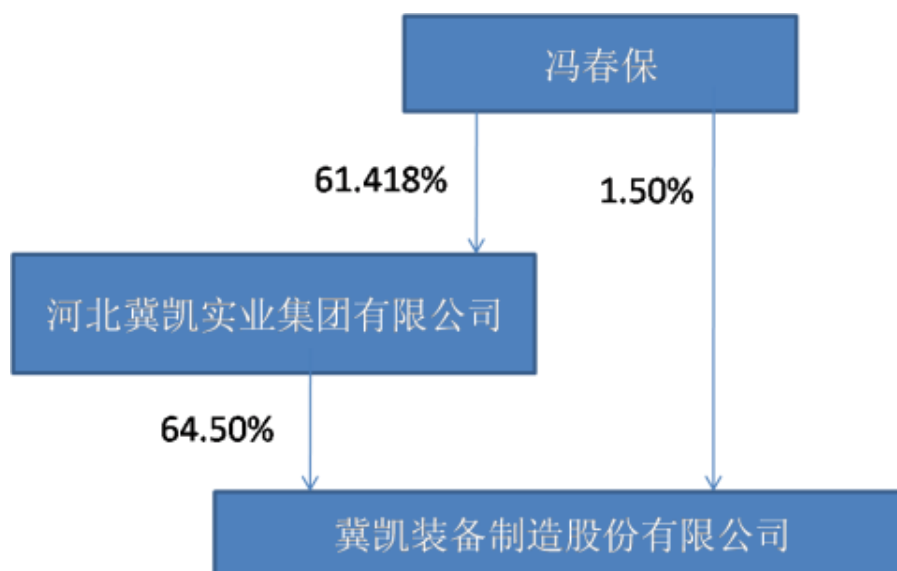 冯春保
61.418%
1.50%
河北冀凯实业集团有限公司
64.50%
冀凯装备制造股份有限公司